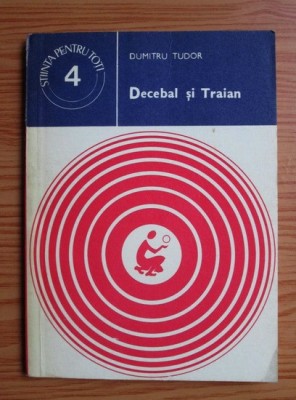 ȘTIINȚA PENTRU TOȚI
4
DUMITRU TUDOR
Decebal și Traian